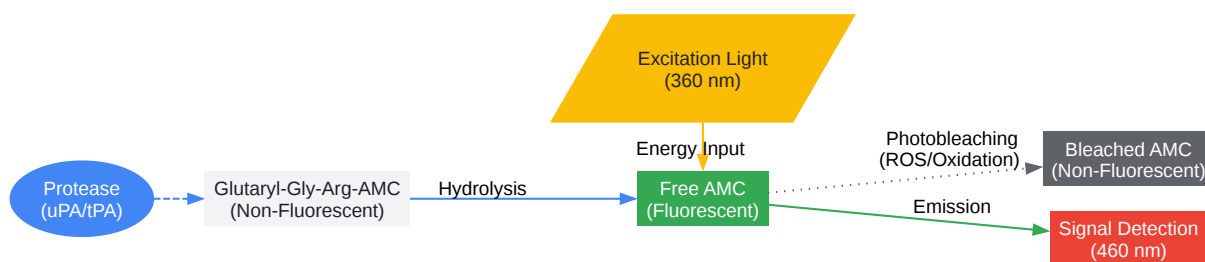 Excitation Light
(360 nm)
Energy Input
Photobleaching
(ROS/Oxidation)
Bleached AMC
(Non-Fluorescent)
Protease
(uPA/tPA)
Glutaryl-Gly-Arg-AMC
(Non-Fluorescent)
Hydrolysis
Free AMC
(Fluorescent)
Emission
Signal Detection
(460 nm)